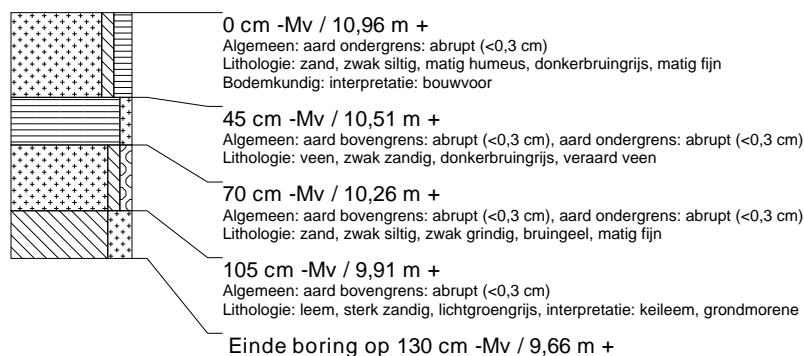 0 cm -Mv / 10,96 m +
Algemeen: aard ondergrens: abrupt (<0,3 cm)
Lithologie: zand, zwak siltig, matig humeus, donkerbruingrijs, matig fijn
Bodemkundig: interpretatie: bouwvoor
45 cm -Mv / 10,51 m +
Algemeen: aard bovengrens: abrupt (<0,3 cm), aard ondergrens: abrupt (<0,3 cm)
Lithologie: veen, zwak zandig, donkerbruingrijs, veraard veen
70 cm -Mv / 10,26 m +
Algemeen: aard bovengrens: abrupt (<0,3 cm), aard ondergrens: abrupt (<0,3 cm)
Lithologie: zand, zwak siltig, zwak grindig, bruingeel, matig fijn
105 cm -Mv / 9,91 m +
Algemeen: aard bovengrens: abrupt (<0,3 cm)
Lithologie: leem, sterk zandig, lichtgroengrijs, interpretatie: keileem, grondmorene
Einde boring op 130 cm -Mv / 9,66 m +